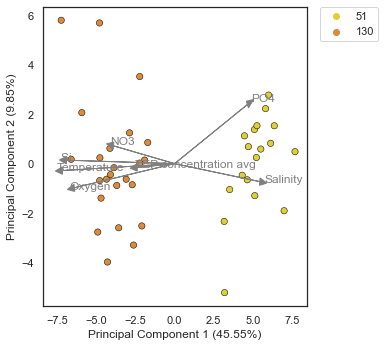 51
130
6
4
2
0
−2
−4
−7.5
−5.0
−2.5
0.0
2.5
5.0
7.5
Principal Component 2 (9.85%)
Principal Component 1 (45.55%)
PO4
NO3
Si
Temperature
concentration avg
Oxygen
Salinity